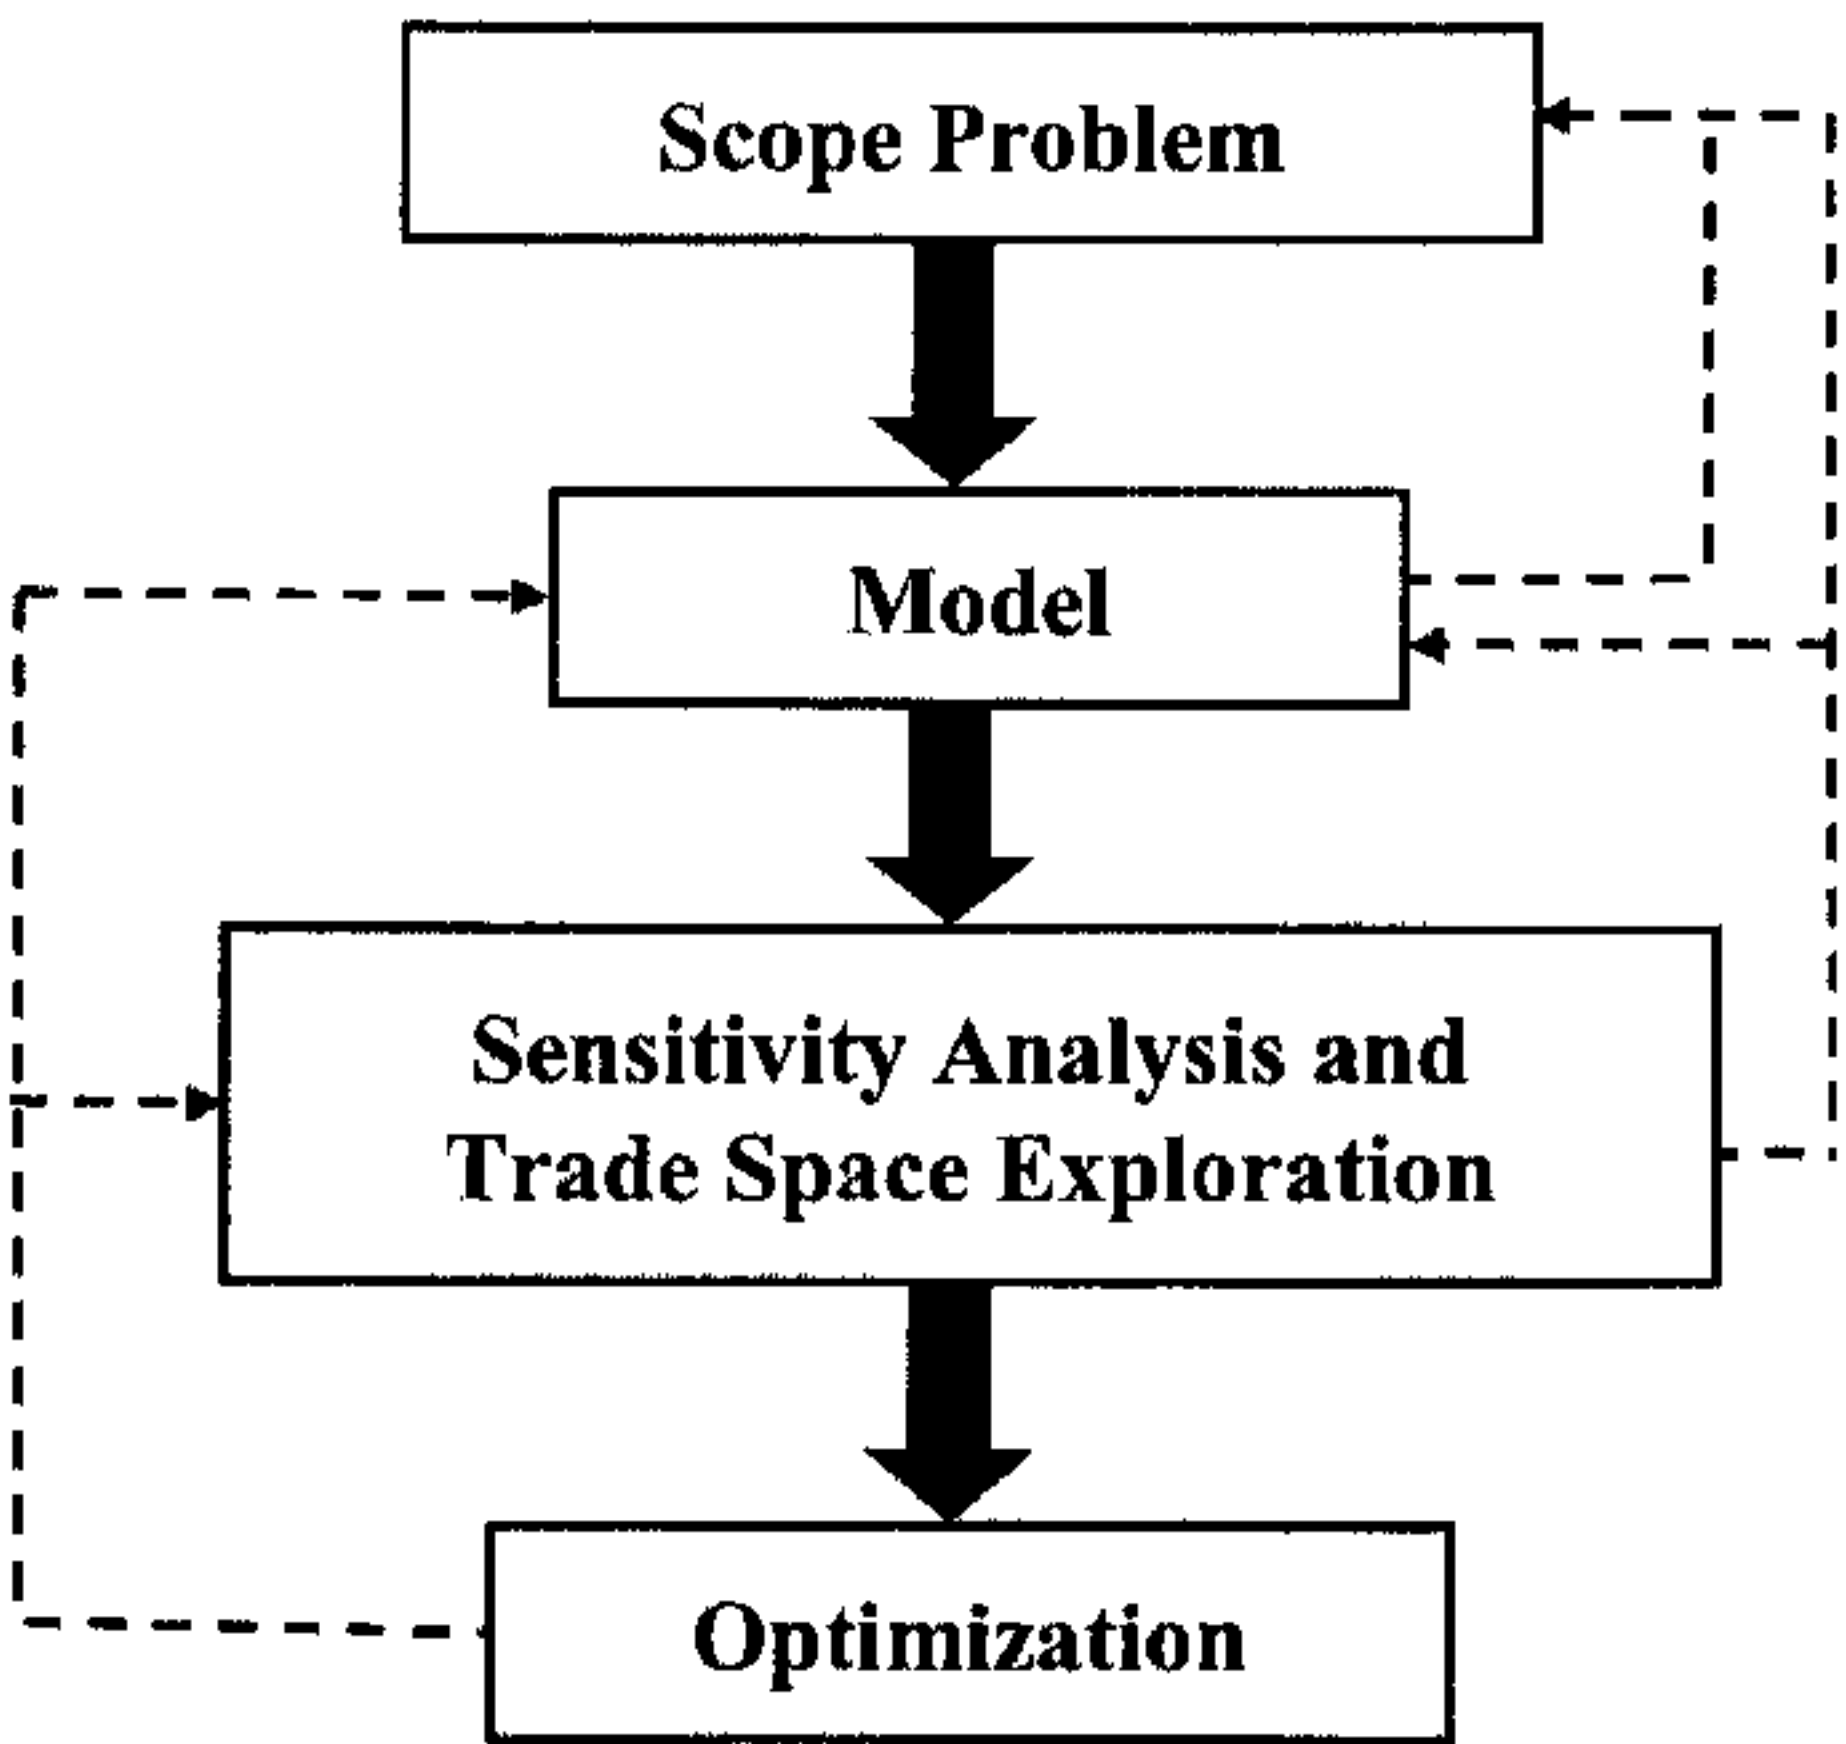 Scope Problem
Model
Sensitivity Analysis and
Trade Space Exploration
Optimization